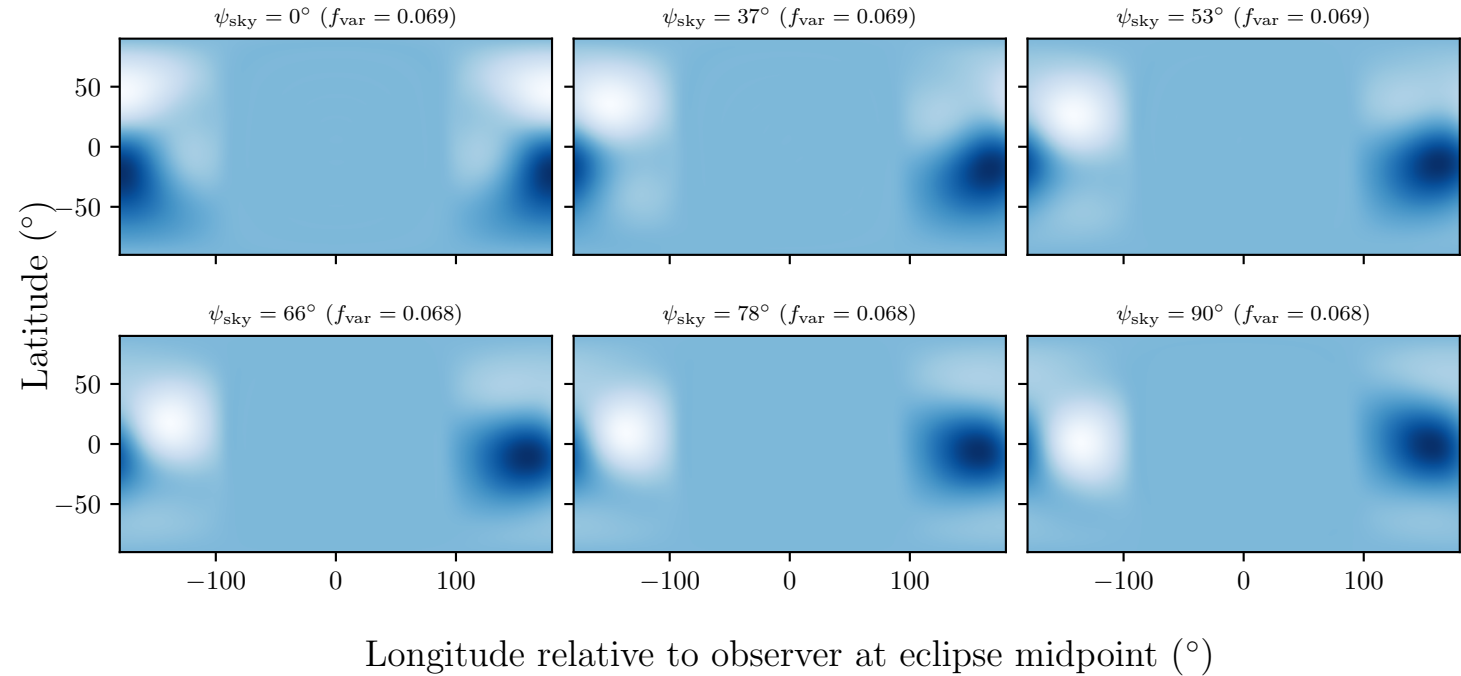 ψsky = 0° (fvar = 0.069)
ψsky = 37° (fvar = 0.069)
ψsky = 53° (fvar = 0.069)
50
0
−50
ψsky = 66° (fvar = 0.068)
ψsky = 78° (fvar = 0.068)
ψsky = 90° (fvar = 0.068)
50
0
−50
Latitude (°)
−100 0 100
−100 0 100
−100 0 100
Longitude relative to observer at eclipse midpoint (°)